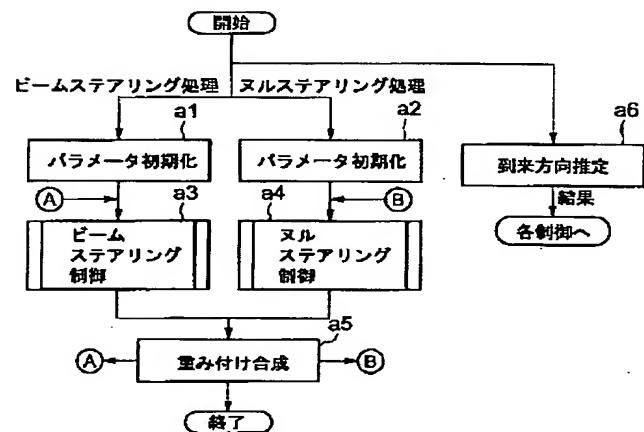 開始
ビームステアリング処理
ヌルステアリング処理
a1
a2
a6
パラメータ初期化
パラメータ初期化
到来方向推定
結果
A
a3
a4
B
ビーム
ステアリング
制御
ヌル
ステアリング
制御
各制御へ
a5
A
重み付け合成
B
終了